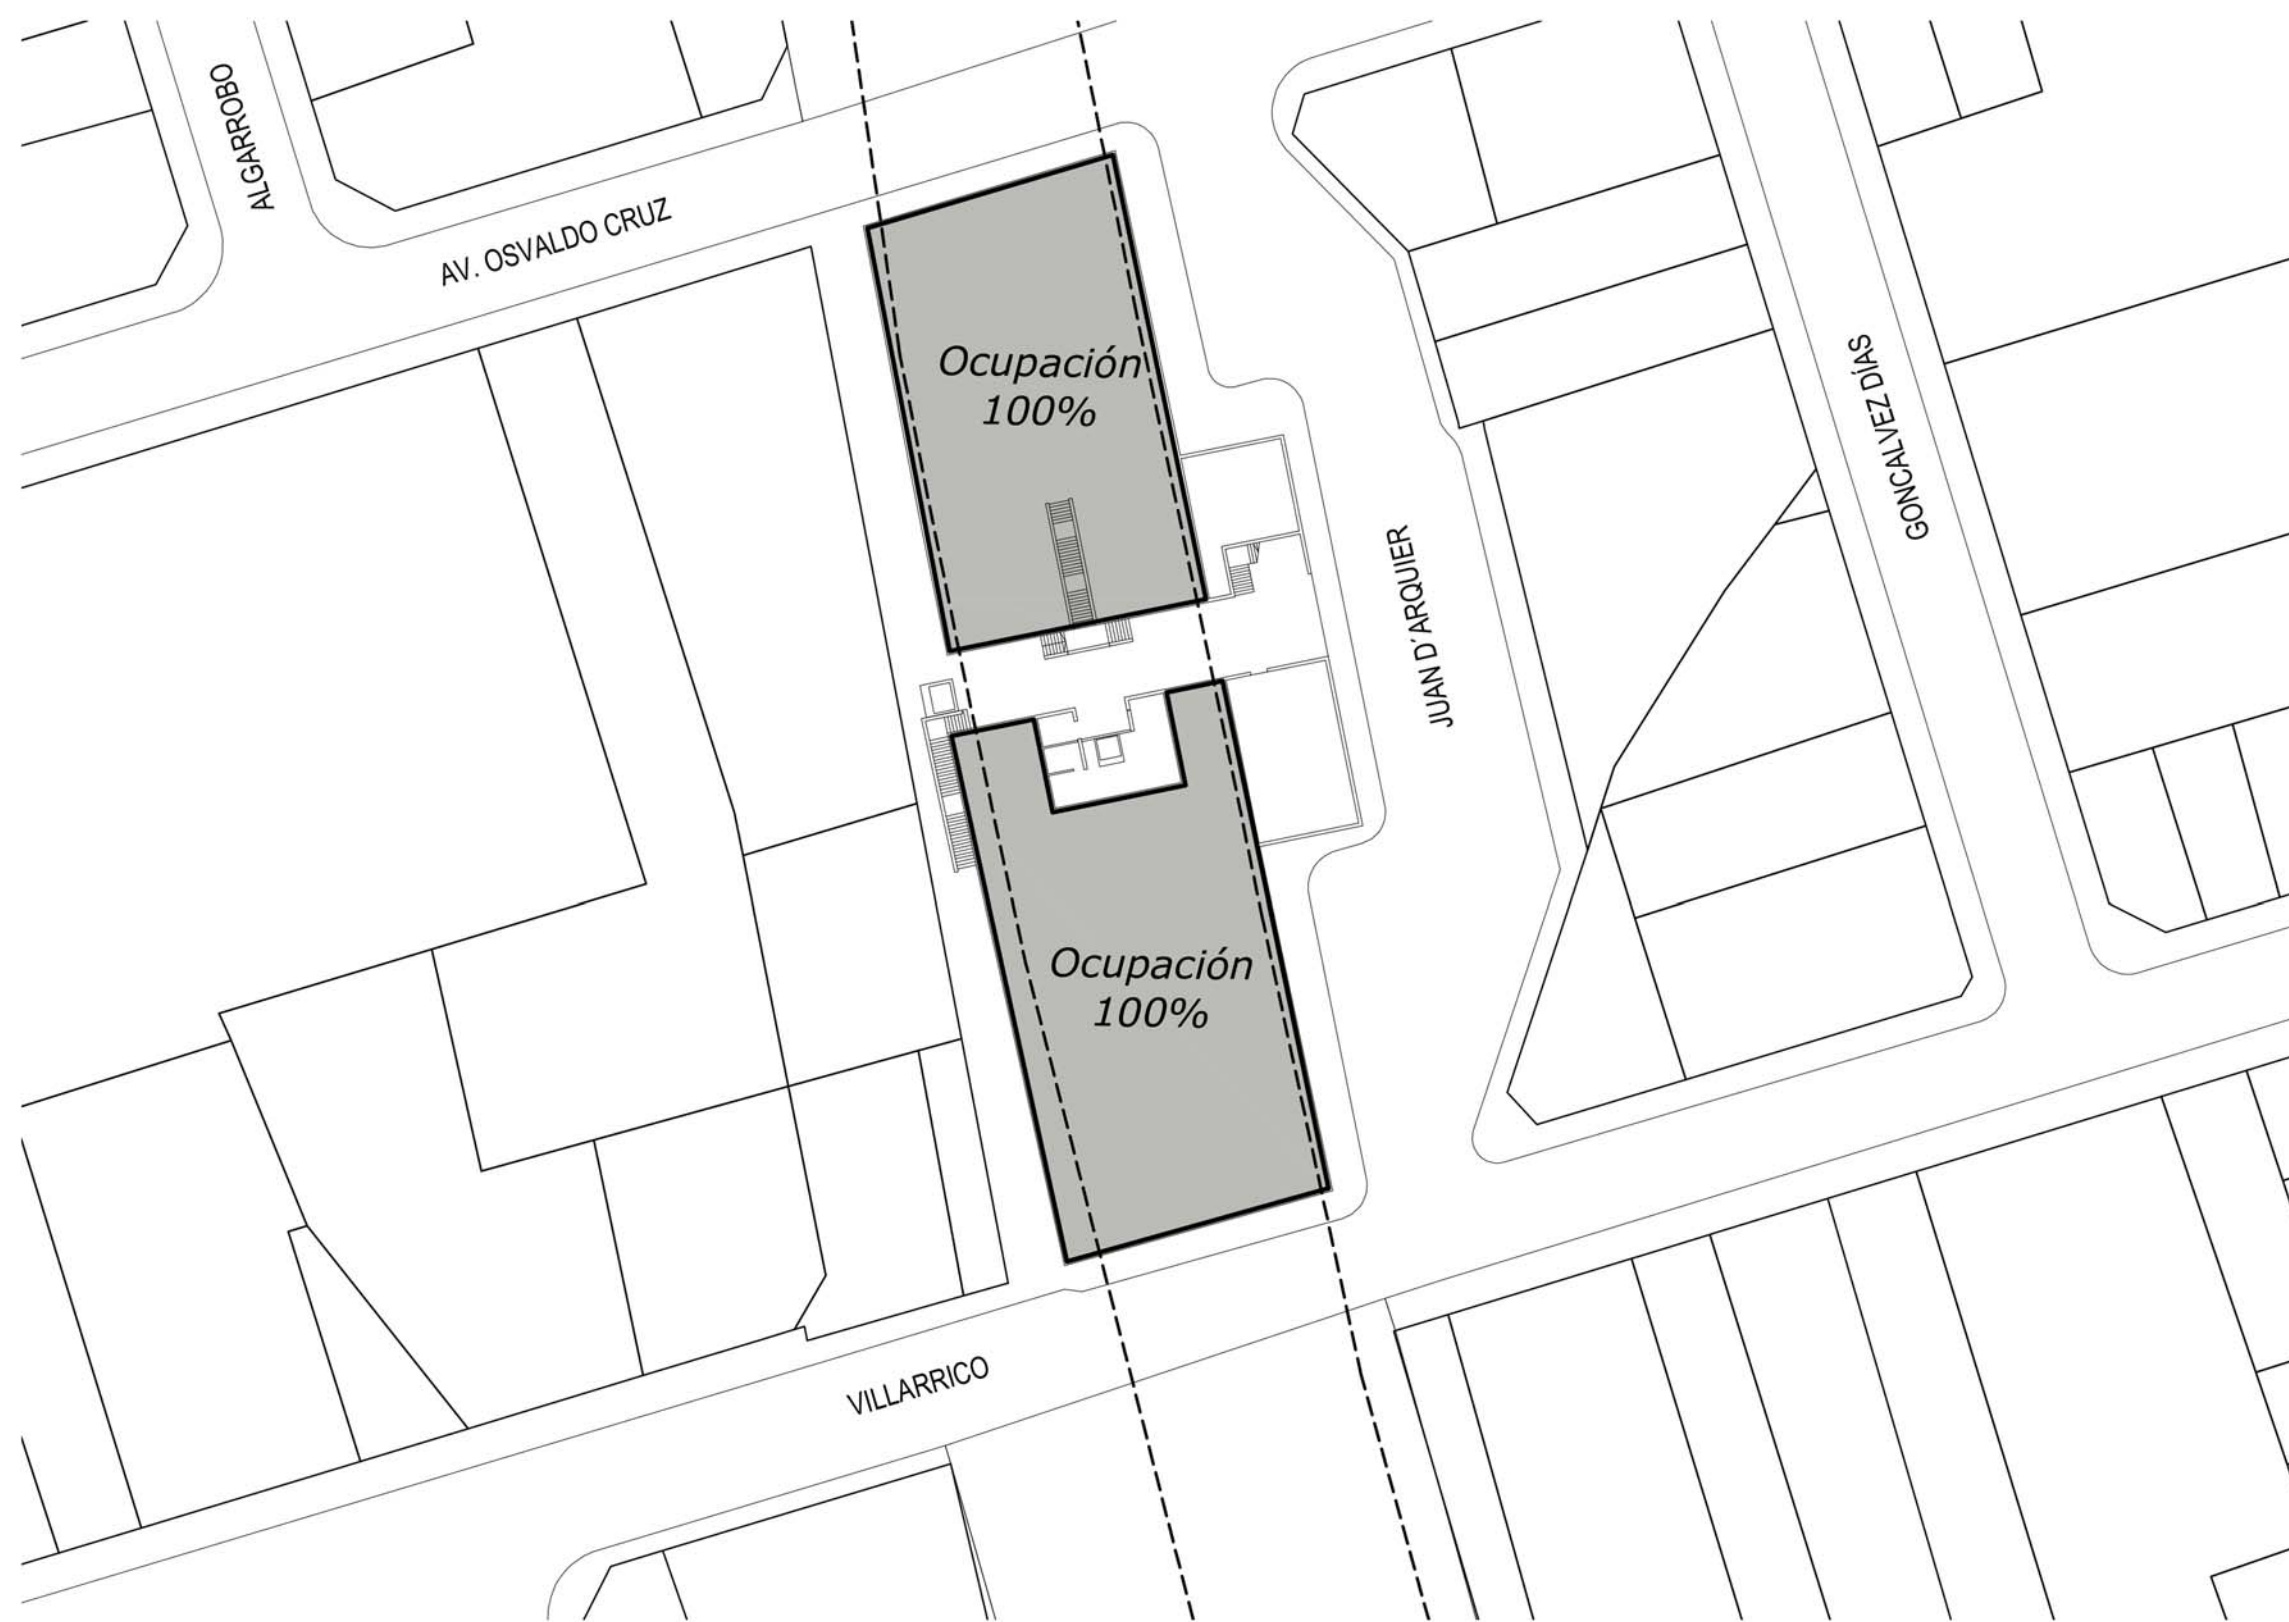 ALGARROBO
AV. OSVALDO CRUZ
Ocupación
100%
GONCALVEZ DÍAS
JUAN D´ARQUIER
Ocupación
100%
VILLARRICO